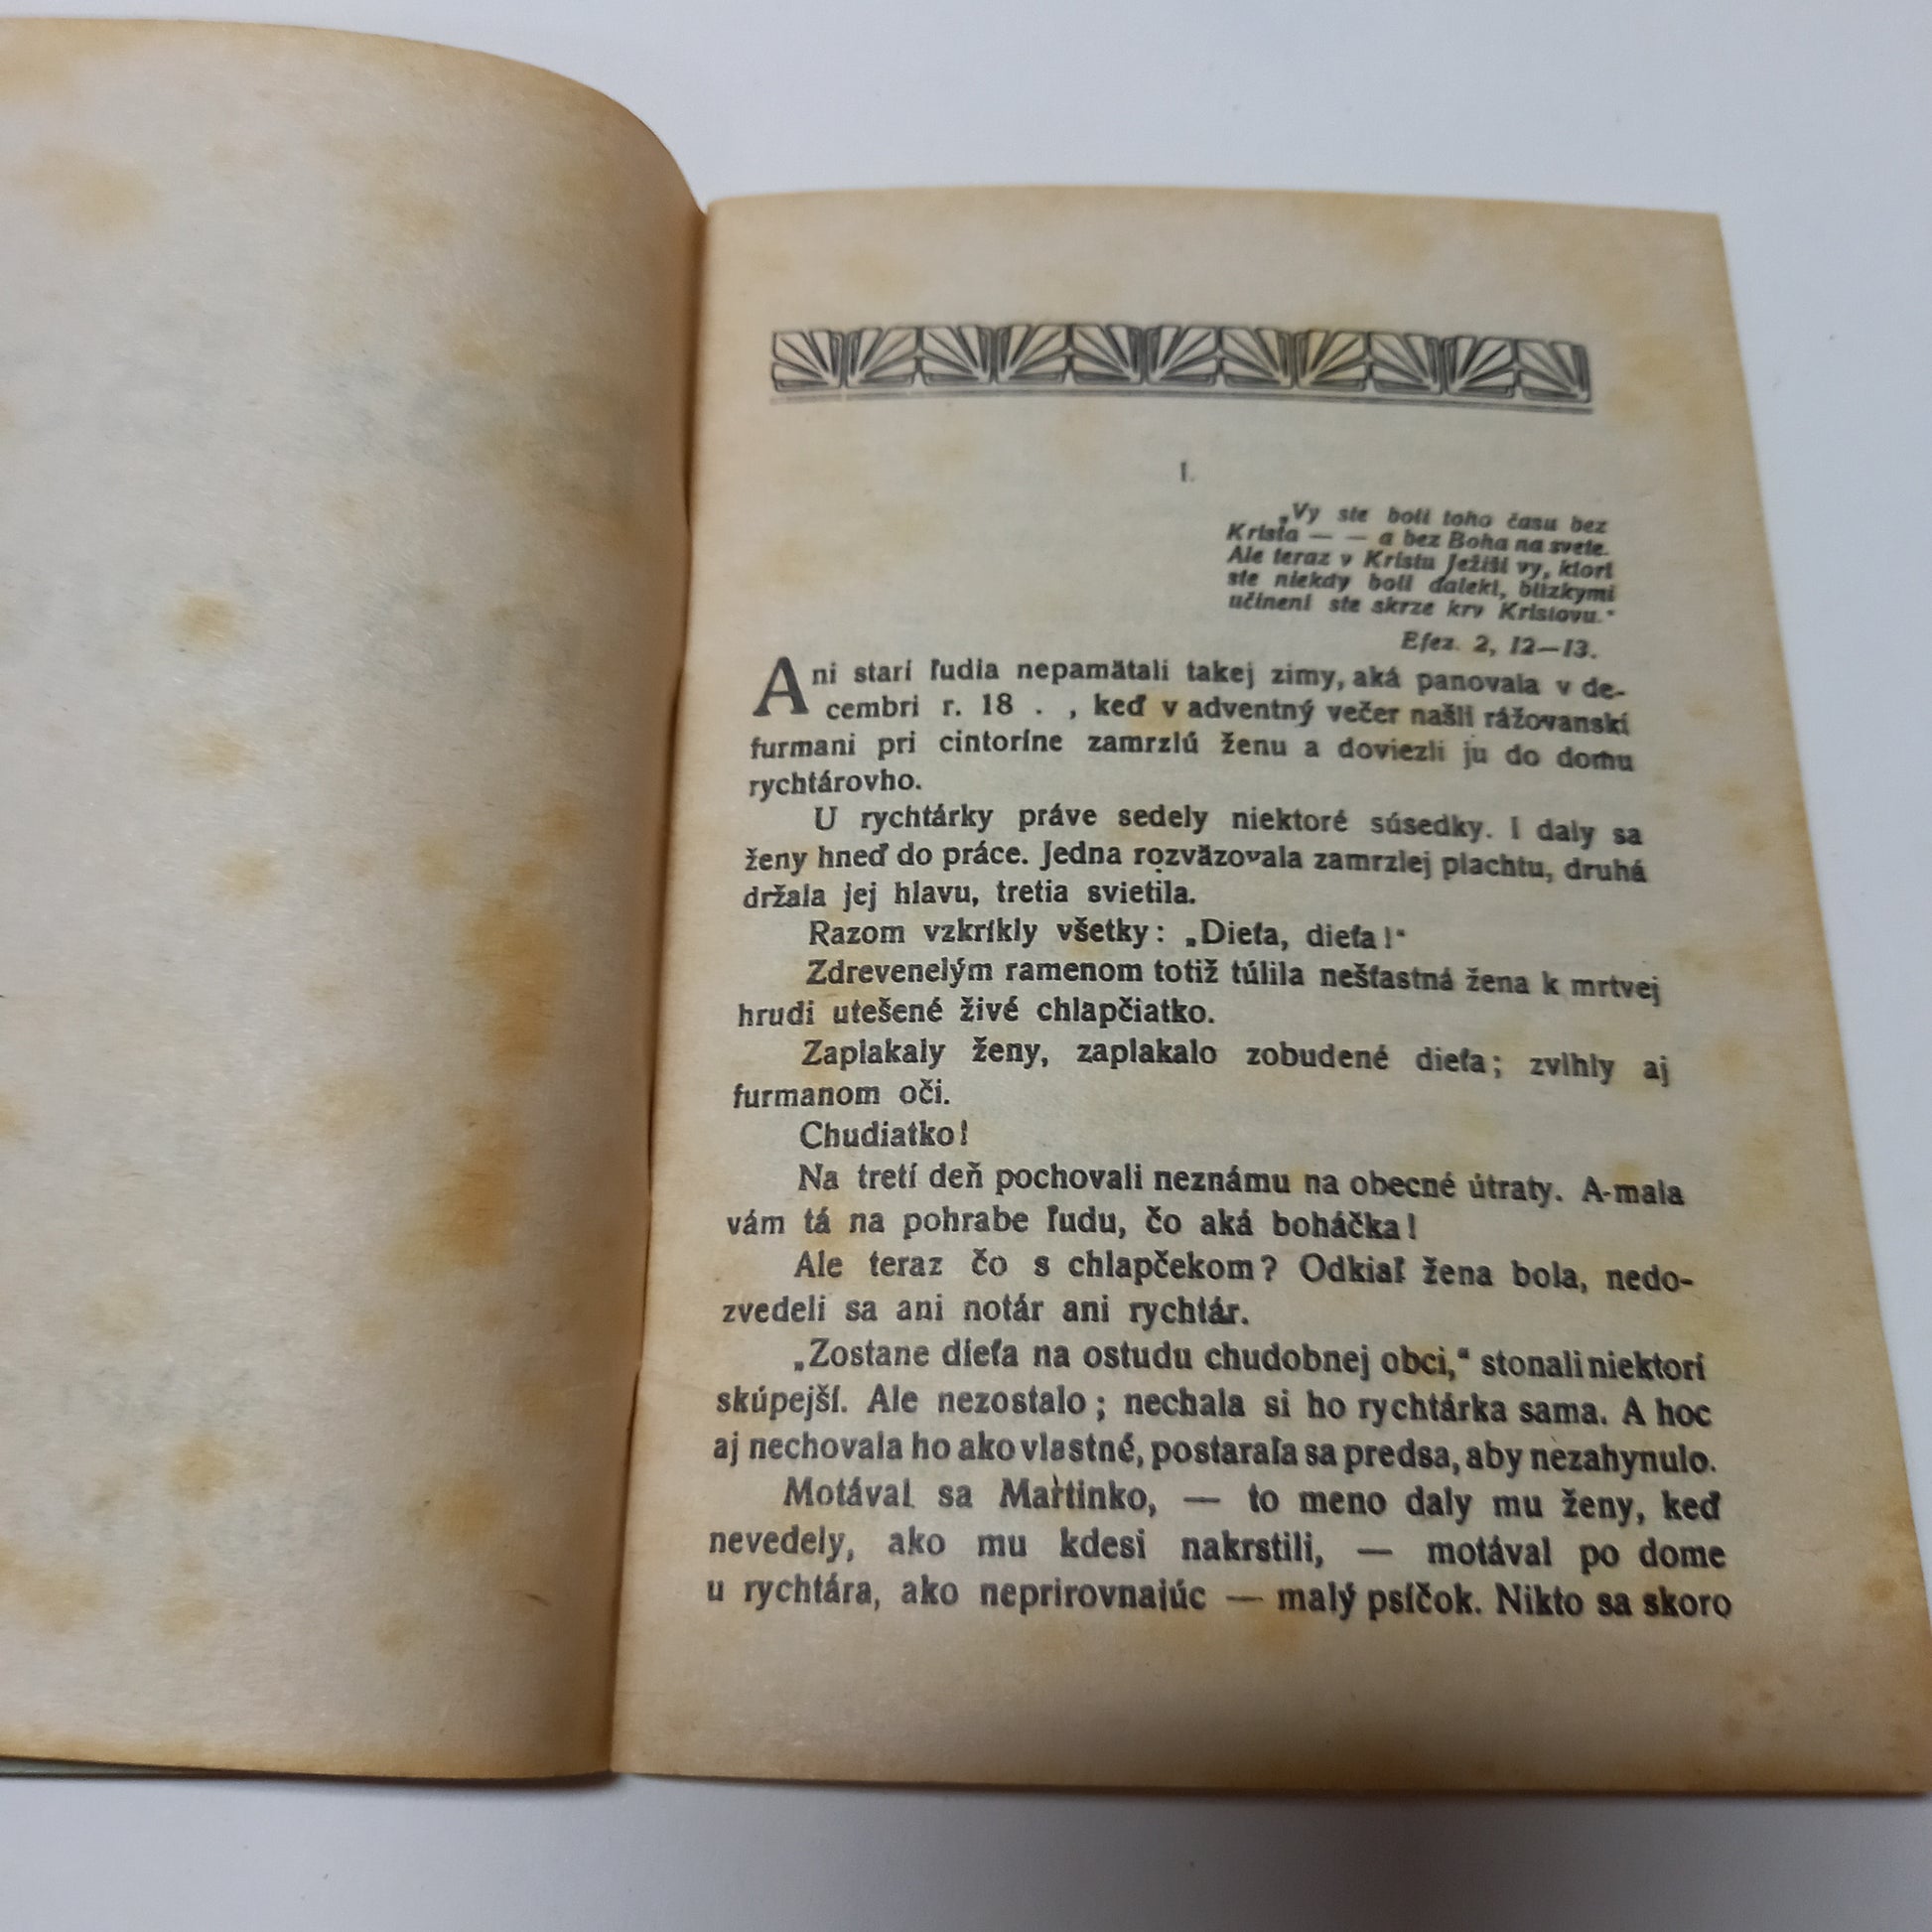 I.
„Vy ste boli toho času bez
Krista — — a bez Boha na svete.
Ale teraz v Kristu Ježiši vy, ktorí
ste niekdy boli ďalekí, blízkymi
učinení ste skrze krv Kristovu.“
Efez. 2, 12—13.
Ani starí ľudia nepamätali takej zimy, aká panovala v de-
cembri r. 18 . , keď v adventný večer našli rážovanskí
furmani pri cintoríne zamrzlú ženu a doviezli ju do domu
rychtárovho.
U rychtárky práve sedely niektoré súsedky. I daly sa
ženy hneď do práce. Jedna rozväzovala zamrzlej plachtu, druhá
držala jej hlavu, tretia svietila.
Razom vzkríkly všetky: „Dieťa, dieťa!“
Zdrevenelým ramenom totiž túlila nešťastná žena k mrtvej
hrudi utešené živé chlapčiatko.
Zaplakaly ženy, zaplakalo zobudené dieťa; zvlhly aj
furmanom oči.
Chudiatko!
Na tretí deň pochovali neznámu na obecné útraty. A-mala
vám tá na pohrabe ľudu, čo aká boháčka!
Ale teraz čo s chlapčekom? Odkiaľ žena bola, nedo-
zvedeli sa ani notár ani rychtár.
„Zostane dieťa na ostudu chudobnej obci,“ stonali niektorí
skúpejší. Ale nezostalo; nechala si ho rychtárka sama. A hoc
aj nechovala ho ako vlastné, postarala sa predsa, aby nezahynulo.
Motával sa Martinko, — to meno daly mu ženy, keď
nevedely, ako mu kdesi nakrstili, — motával po dome
u rychtára, ako neprirovnajúc — malý psíčok. Nikto sa skoro